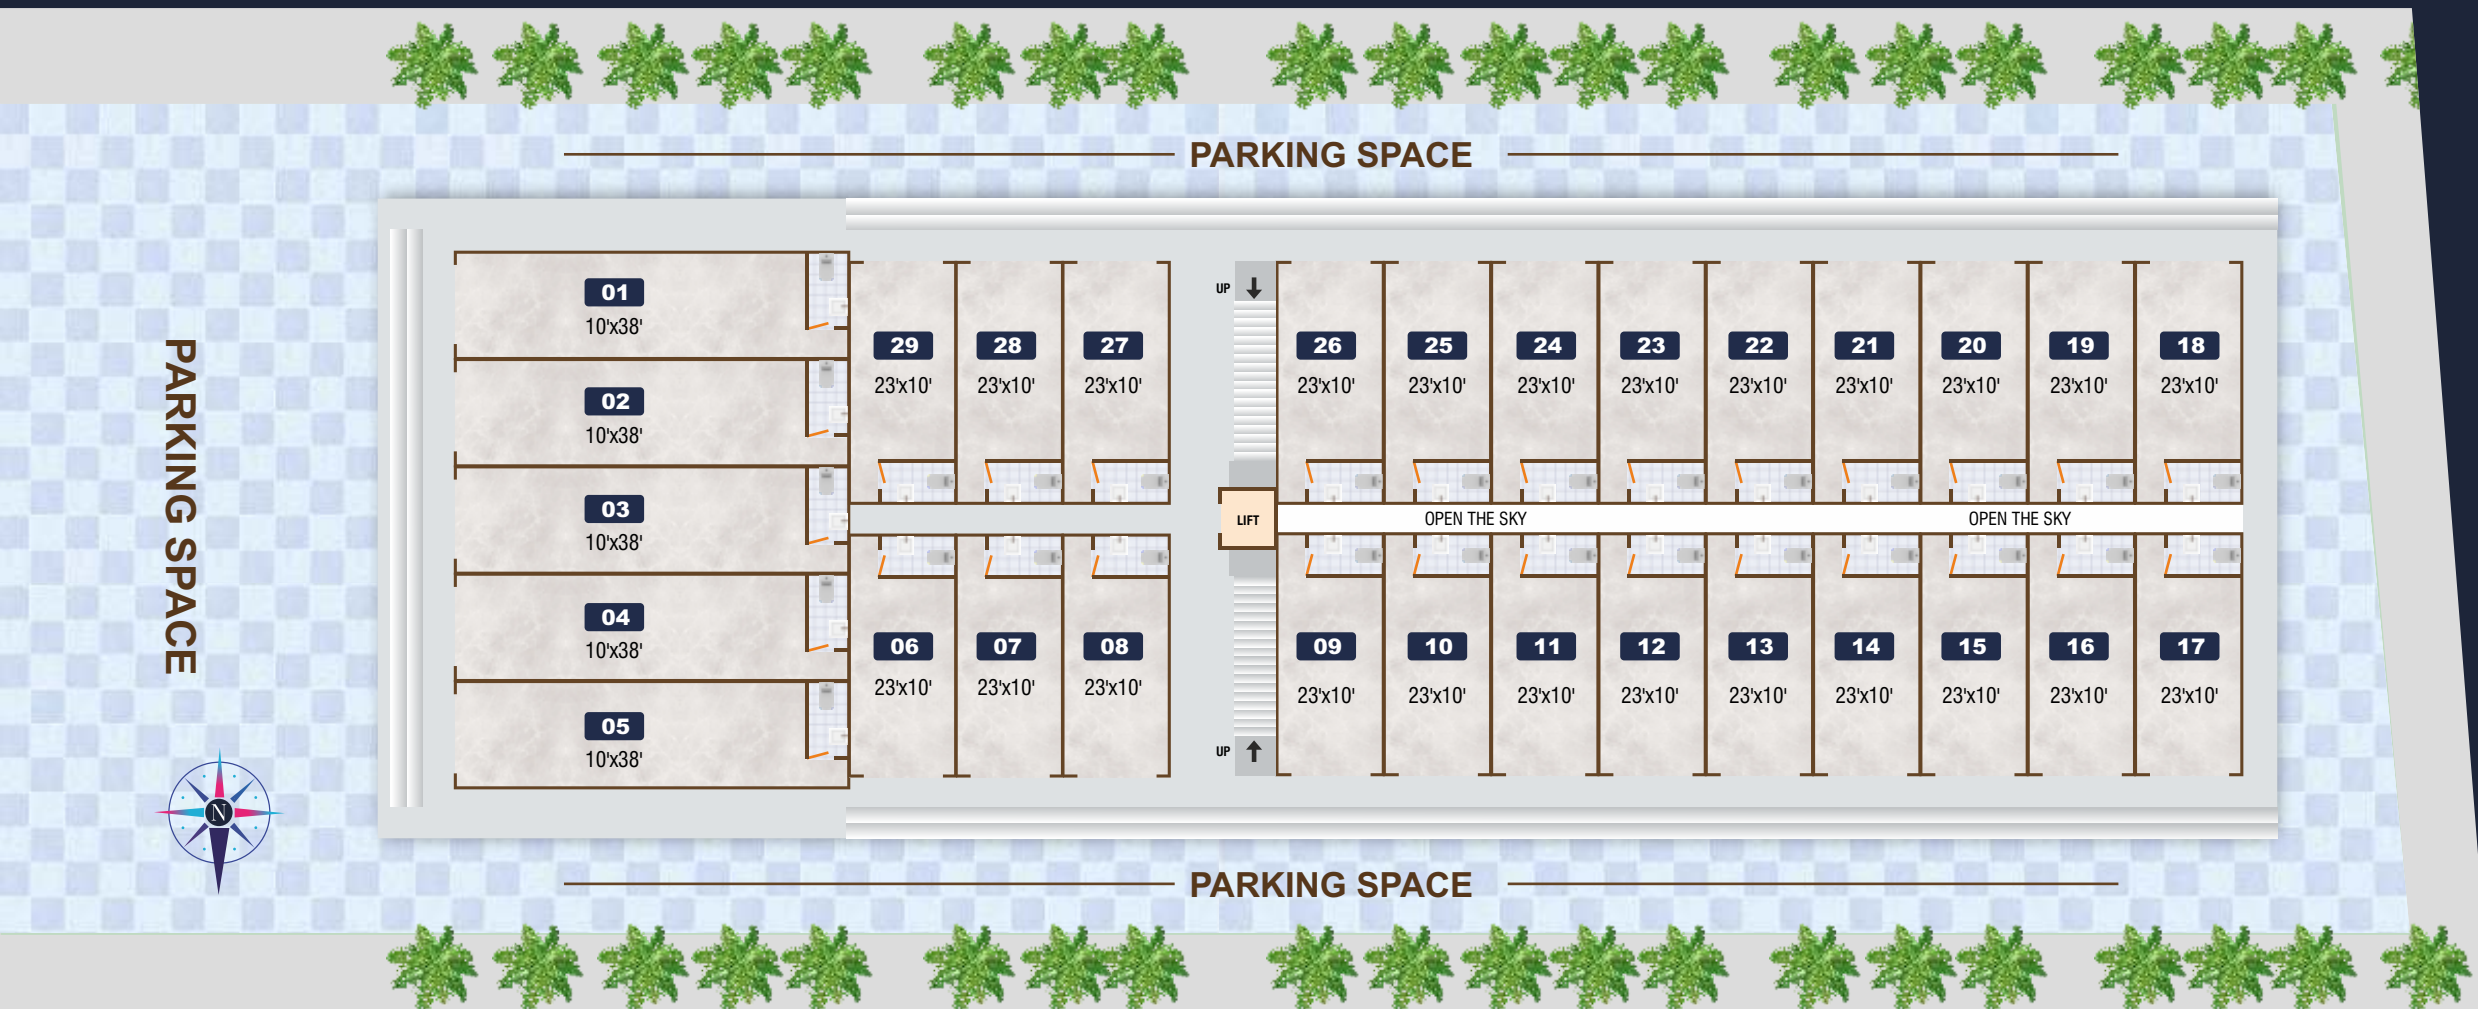 PARKING SPACE
PARKING SPACE
01
10'x38'
02
10'x38'
03
10'x38'
04
10'x38'
05
10'x38'
29
23'x10'
28
23'x10'
27
23'x10'
UP
26
23'x10'
25
23'x10'
24
23'x10'
23
23'x10'
22
23'x10'
21
23'x10'
20
23'x10'
19
23'x10'
18
23'x10'
LIFT
OPEN THE SKY
OPEN THE SKY
06
23'x10'
07
23'x10'
08
23'x10'
UP
09
23'x10'
10
23'x10'
11
23'x10'
12
23'x10'
13
23'x10'
14
23'x10'
15
23'x10'
16
23'x10'
17
23'x10'
N
PARKING SPACE